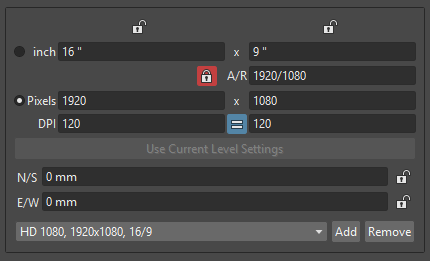 inch 16 " x 9 "
A/R 1920/1080
Pixels 1920 x 1080
DPI 120 120
Use Current Level Settings
N/S 0 mm
E/W 0 mm
HD 1080, 1920x1080, 16/9 Add Remove